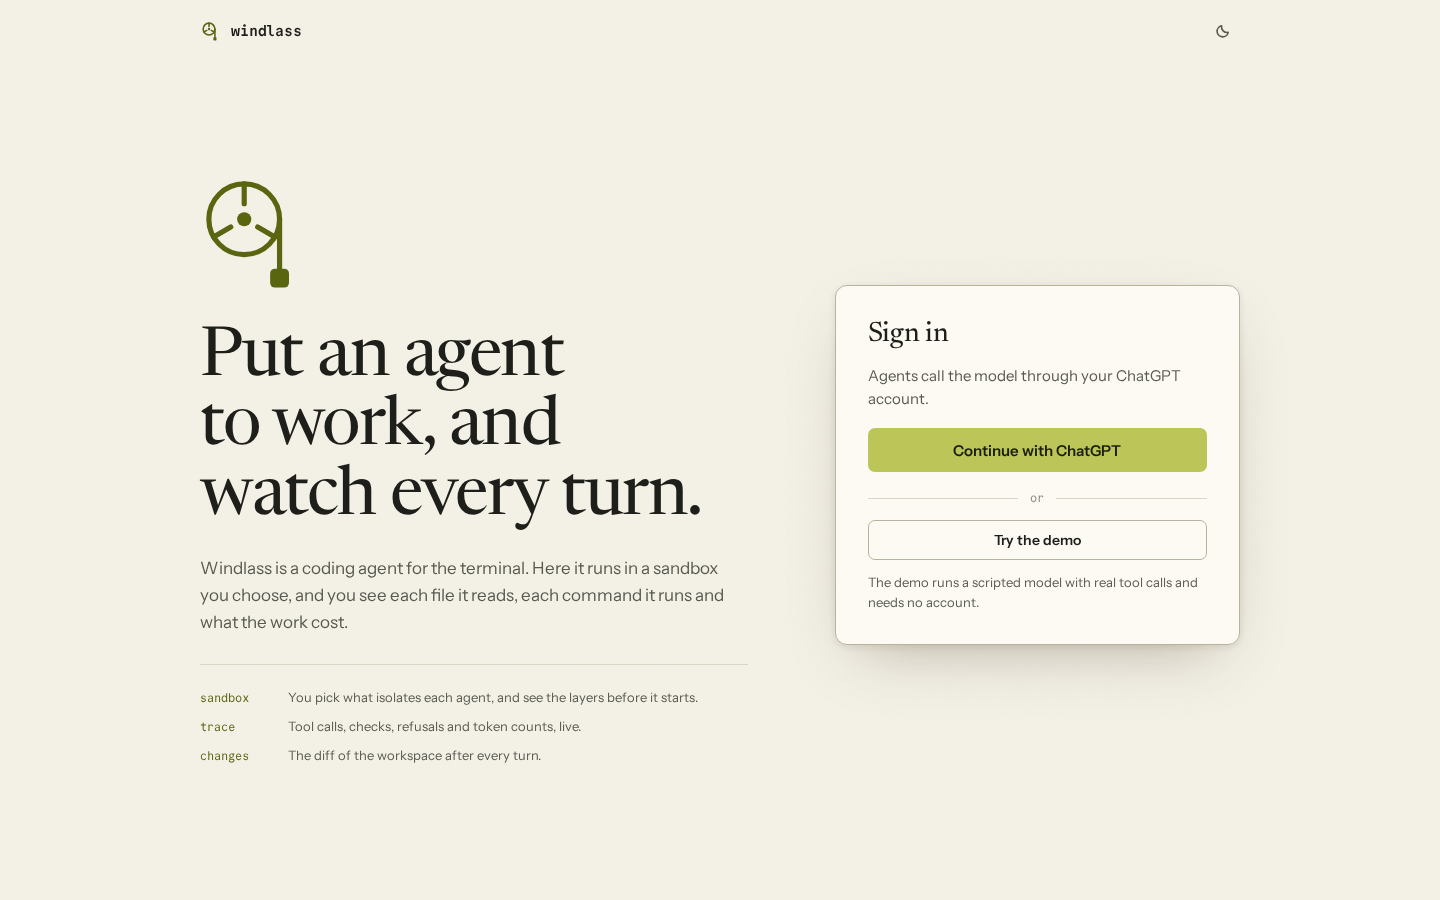 windlass
Put an agent
to work, and
watch every turn.
Windlass is a coding agent for the terminal. Here it runs in a sandbox
you choose, and you see each file it reads, each command it runs and
what the work cost.
sandbox You pick what isolates each agent, and see the layers before it starts.
trace Tool calls, checks, refusals and token counts, live.
changes The diff of the workspace after every turn.
Sign in
Agents call the model through your ChatGPT
account.
Continue with ChatGPT
or
Try the demo
The demo runs a scripted model with real tool calls and
needs no account.